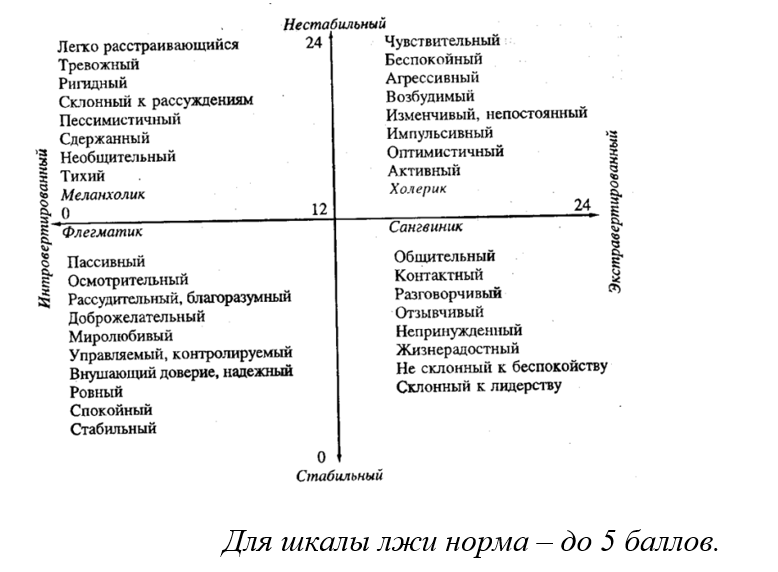 Нестабильный
24
Легко расстраивающийся
Тревожный
Ригидный
Склонный к рассуждениям
Пессимистичный
Сдержанный
Необщительный
Тихий
Меланхолик
Чувствительный
Беспокойный
Агрессивный
Возбудимый
Изменчивый, непостоянный
Импульсивный
Оптимистичный
Активный
Холерик
Интровертированный
0
12
24
Экстравертированный
Флегматик
Пассивный
Осмотрительный
Рассудительный, благоразумный
Доброжелательный
Миролюбивый
Управляемый, контролируемый
Внушающий доверие, надежный
Ровный
Спокойный
Стабильный
Сангвиник
Общительный
Контактный
Разговорчивый
Отзывчивый
Непринужденный
Жизнерадостный
Не склонный к беспокойству
Склонный к лидерству
0
Стабильный
Для шкалы лжи норма – до 5 баллов.